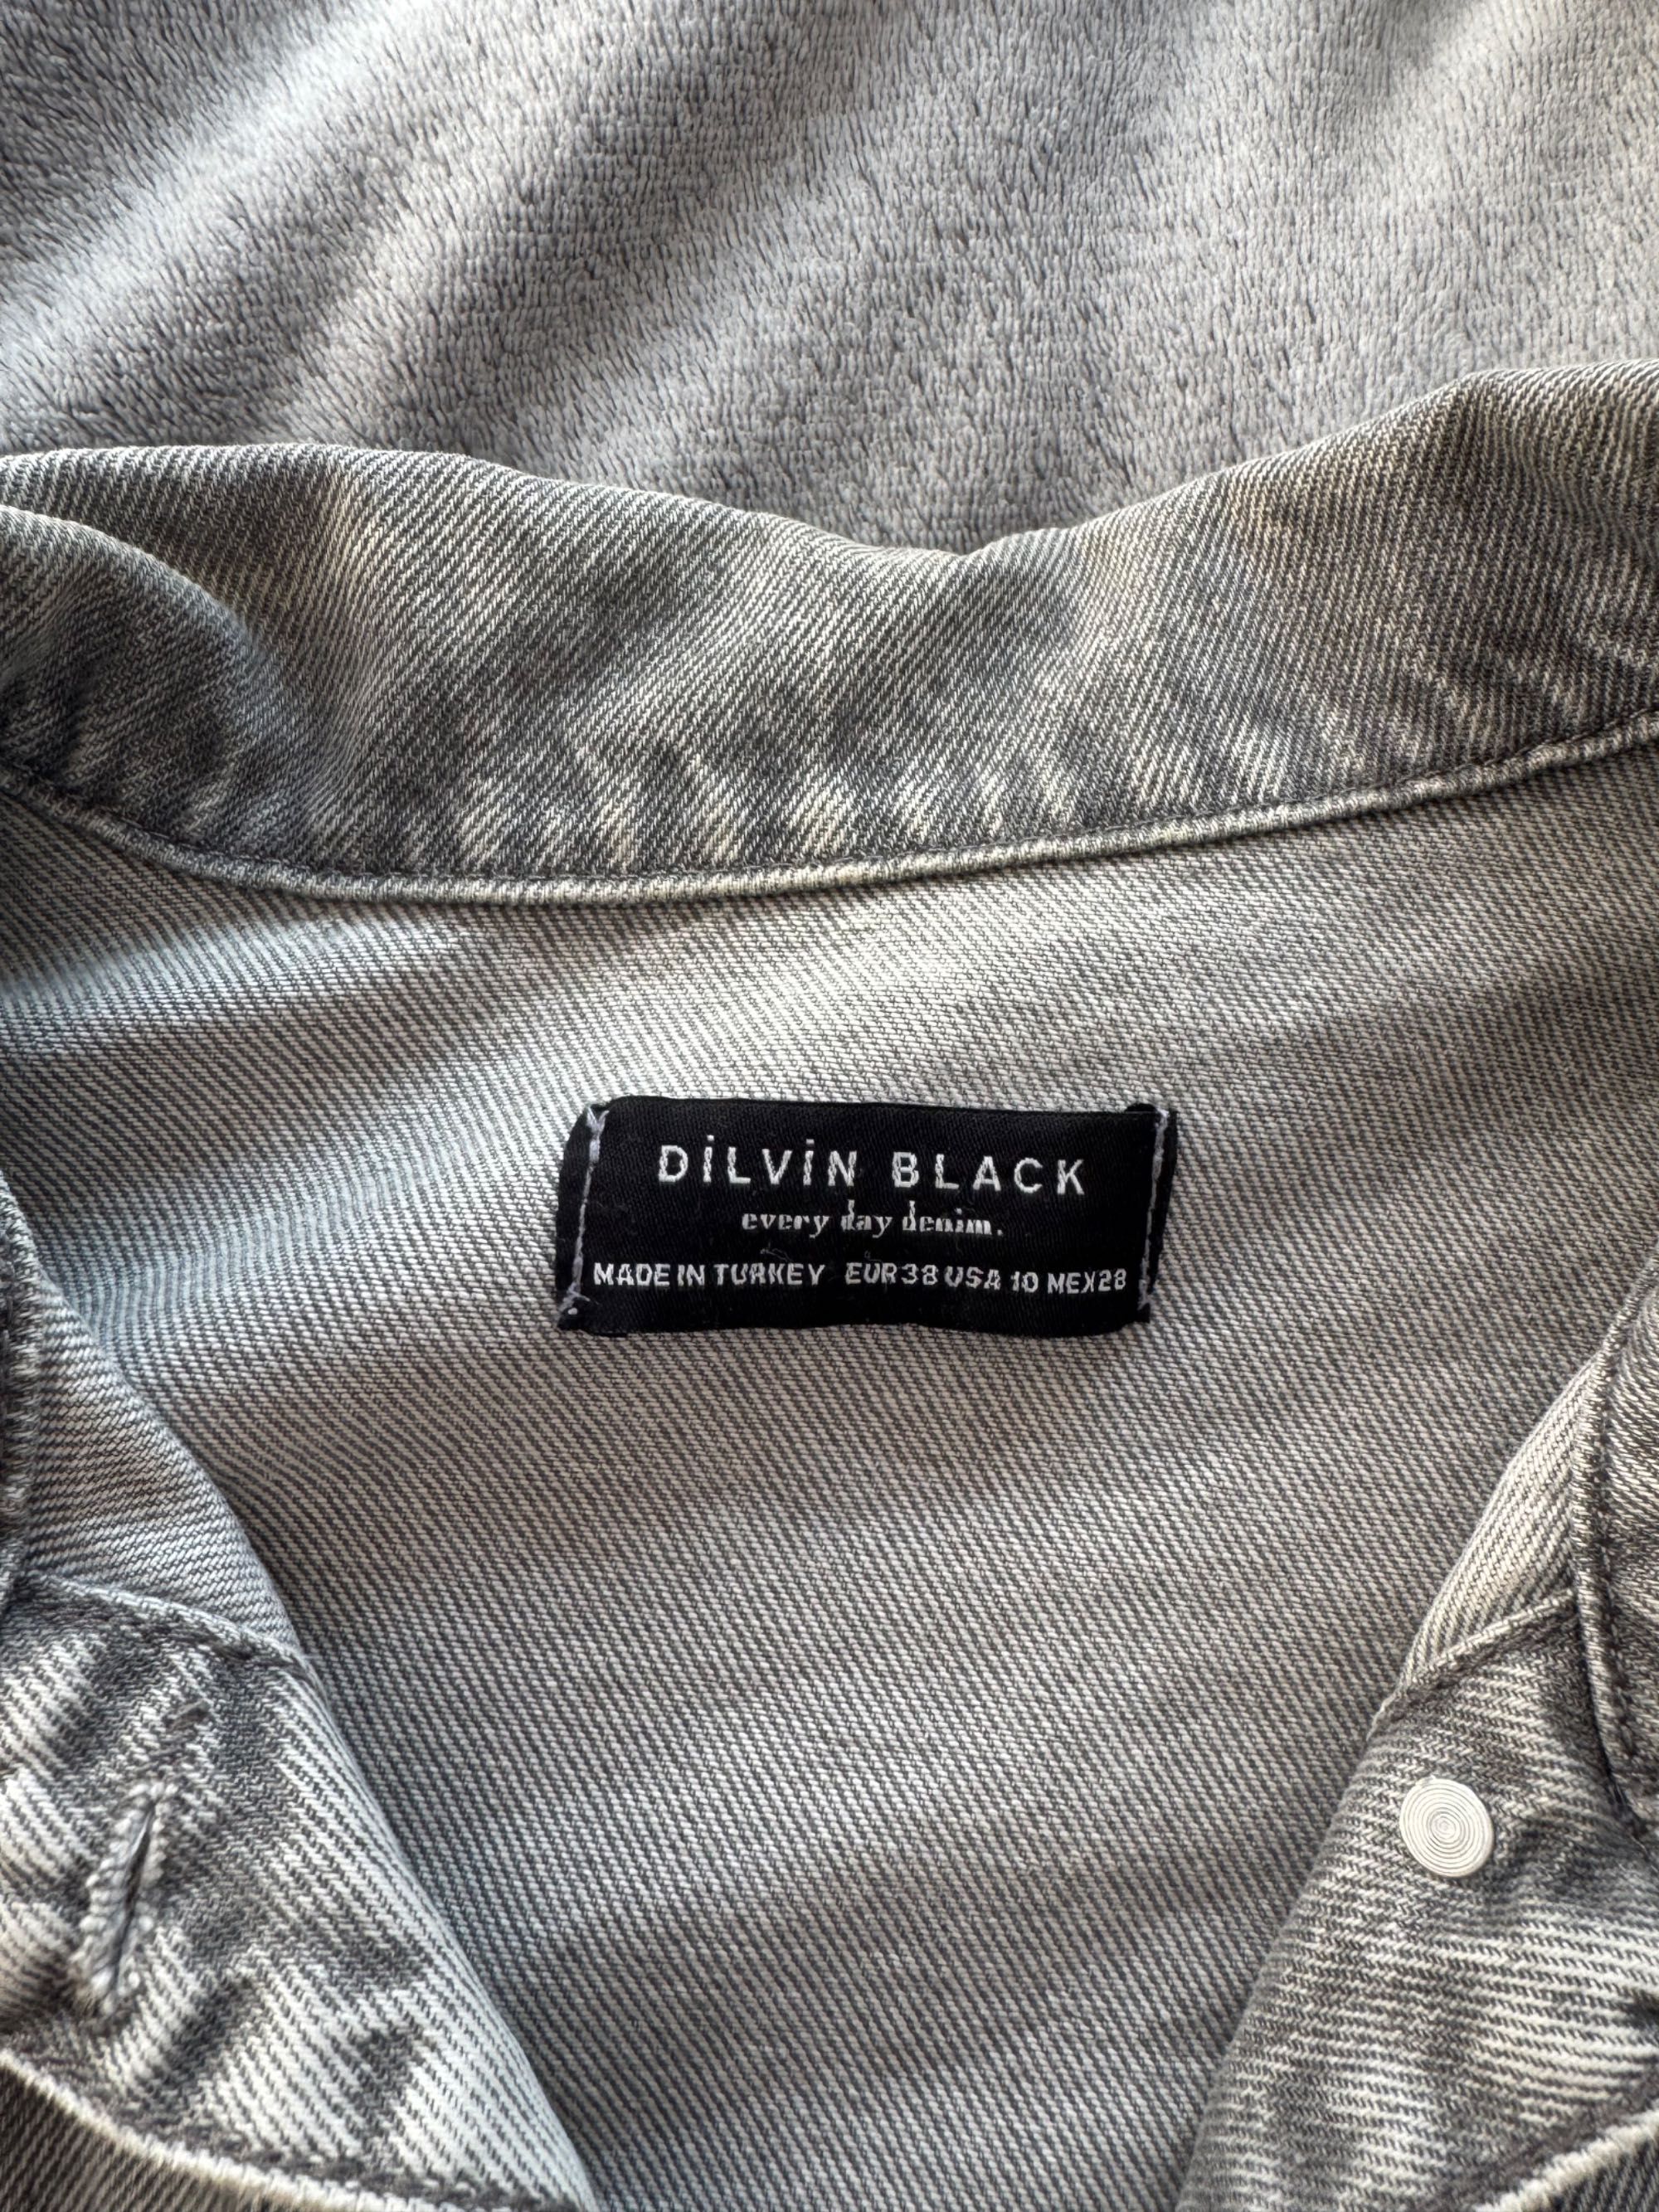 DİLVİN BLACK
every day denim.
MADE IN TURKEY EUR 38 USA 10 MEX 28